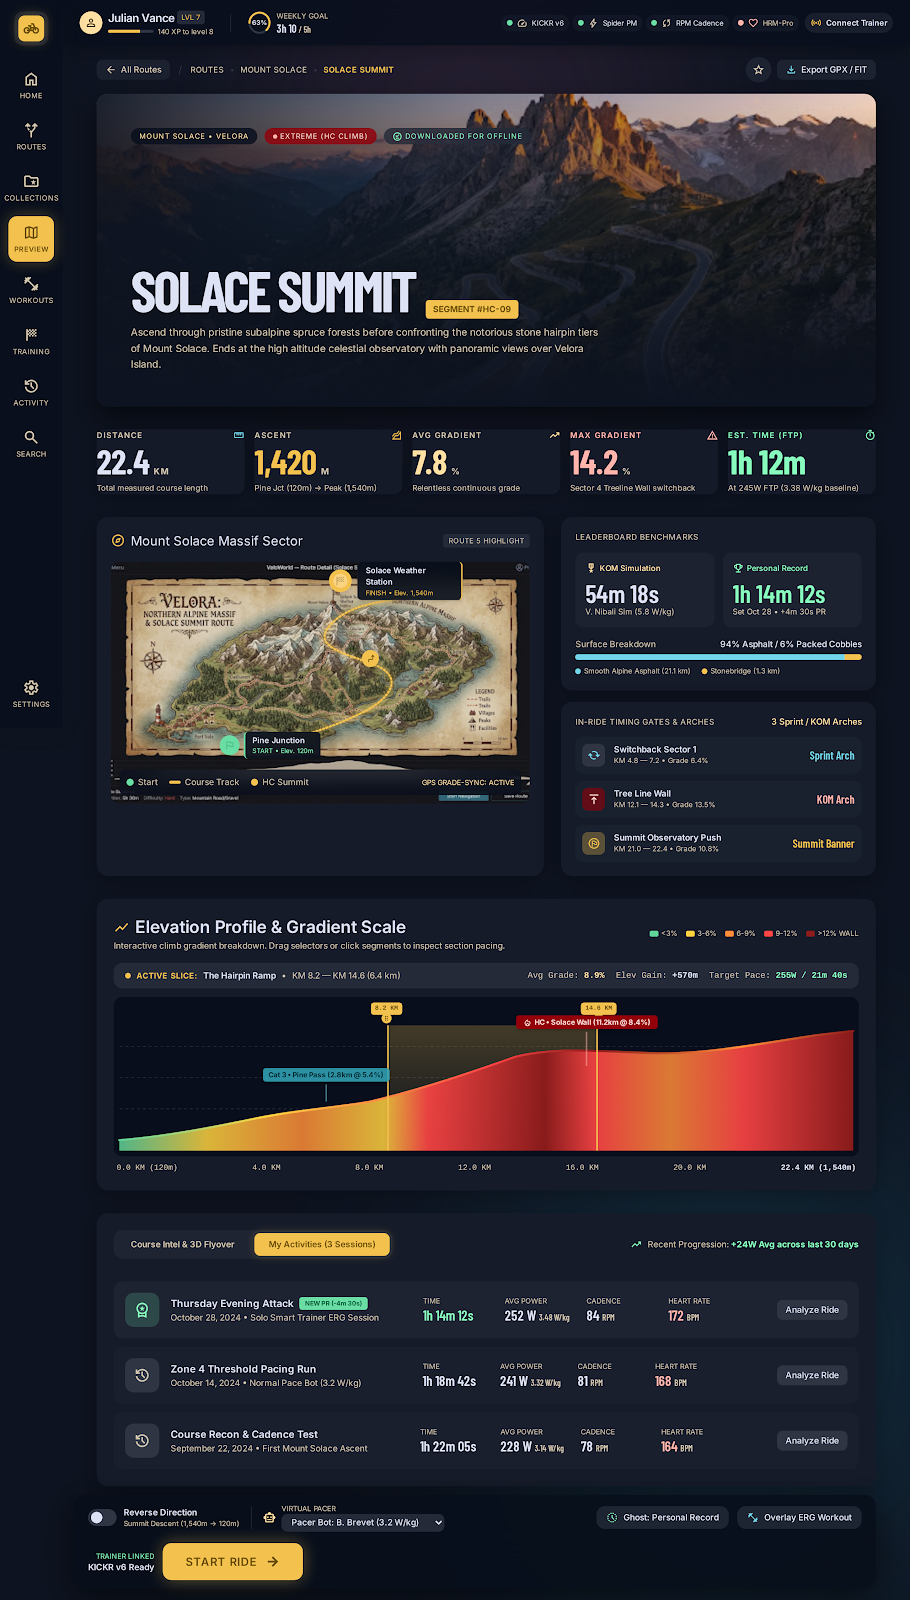 Julian Vance LVL 7
140 XP to level 8
63%
WEEKLY GOAL
3h 10 / 5h
KICKR v6
Spider PM
RPM Cadence
HRM-Pro
Connect Trainer
HOME
ROUTES
COLLECTIONS
PREVIEW
WORKOUTS
TRAINING
ACTIVITY
SEARCH
SETTINGS
All Routes / ROUTES • MOUNT SOLACE • SOLACE SUMMIT
Export GPX / FIT
MOUNT SOLACE • VELORA
EXTREME (HC CLIMB)
DOWNLOADED FOR OFFLINE
SOLACE SUMMIT
SEGMENT #HC-09
Ascend through pristine subalpine spruce forests before confronting the notorious stone hairpin tiers
of Mount Solace. Ends at the high altitude celestial observatory with panoramic views over Velora
Island.
DISTANCE
22.4 KM
Total measured course length
ASCENT
1,420 M
Pine Jct (120m) → Peak (1,540m)
AVG GRADIENT
7.8 %
Relentless continuous grade
MAX GRADIENT
14.2 %
Sector 4 Treeline Wall switchback
EST. TIME (FTP)
1h 12m
At 245W FTP (3.38 W/kg baseline)
Mount Solace Massif Sector
ROUTE 5 HIGHLIGHT
Menu
VeloWorld — Route Detail (Solace S
Solace Weather
Station
FINISH • Elev. 1,540m
VELORA:
NORTHERN ALPINE MASSIF
& SOLACE SUMMIT ROUTE
NORTHERN ALPINE MASSIF
LEGEND
Trails
Trails
Villages
Peaks
Facilities
Pine Junction
START • Elev. 120m
Start
Course Track
HC Summit
GPS GRADE-SYNC: ACTIVE
Start Navigation
Save Route
LEADERBOARD BENCHMARKS
KOM Simulation
54m 18s
V. Nibali Sim (5.8 W/kg)
Personal Record
1h 14m 12s
Set Oct 28 • +4m 30s PR
Surface Breakdown
94% Asphalt / 6% Packed Cobbles
Smooth Alpine Asphalt (21.1 km)
Stonebridge (1.3 km)
IN-RIDE TIMING GATES & ARCHES
3 Sprint / KOM Arches
Switchback Sector 1
KM 4.8 — 7.2 • Grade 6.4%
Sprint Arch
Tree Line Wall
KM 12.1 — 14.3 • Grade 13.5%
KOM Arch
Summit Observatory Push
KM 21.0 — 22.4 • Grade 10.8%
Summit Banner
Elevation Profile & Gradient Scale
Interactive climb gradient breakdown. Drag selectors or click segments to inspect section pacing.
<3%
3-6%
6-9%
9-12%
>12% WALL
ACTIVE SLICE: The Hairpin Ramp • KM 8.2 — KM 14.6 (6.4 km)
Avg Grade: 8.9% Elev Gain: +570m Target Pace: 255W / 21m 40s
8.2 KM
14.6 KM
HC • Solace Wall (11.2km @ 8.4%)
Cat 3 • Pine Pass (2.8km @ 5.4%)
0.0 KM (120m)
4.0 KM
8.0 KM
12.0 KM
16.0 KM
20.0 KM
22.4 KM (1,540m)
Course Intel & 3D Flyover
My Activities (3 Sessions)
Recent Progression: +24W Avg across last 30 days
Thursday Evening Attack NEW PR (-4m 30s)
October 28, 2024 • Solo Smart Trainer ERG Session
TIME
1h 14m 12s
AVG POWER
252 W 3.48 W/kg
CADENCE
84 RPM
HEART RATE
172 BPM
Analyze Ride
Zone 4 Threshold Pacing Run
October 14, 2024 • Normal Pace Bot (3.2 W/kg)
TIME
1h 18m 42s
AVG POWER
241 W 3.32 W/kg
CADENCE
81 RPM
HEART RATE
168 BPM
Analyze Ride
Course Recon & Cadence Test
September 22, 2024 • First Mount Solace Ascent
TIME
1h 22m 05s
AVG POWER
228 W 3.14 W/kg
CADENCE
78 RPM
HEART RATE
164 BPM
Analyze Ride
Reverse Direction
Summit Descent (1,540m → 120m)
VIRTUAL PACER
Pacer Bot: B. Brevet (3.2 W/kg)
Ghost: Personal Record
Overlay ERG Workout
TRAINER LINKED
KICKR v6 Ready
START RIDE →